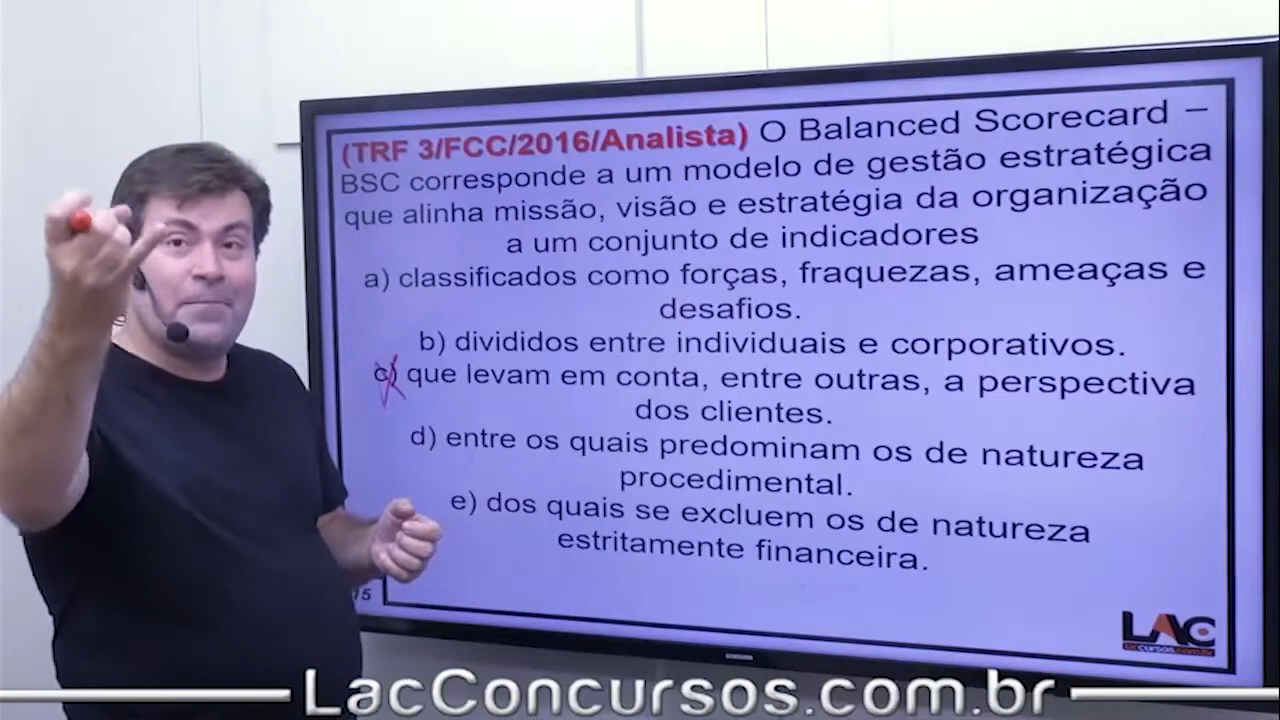 (TRF 3/FCC/2016/Analista) O Balanced Scorecard –
BSC corresponde a um modelo de gestão estratégica
que alinha missão, visão e estratégia da organização
a um conjunto de indicadores
a) classificados como forças, fraquezas, ameaças e
desafios.
b) divididos entre individuais e corporativos.
c) que levam em conta, entre outras, a perspectiva
dos clientes.
d) entre os quais predominam os de natureza
procedimental.
e) dos quais se excluem os de natureza
estritamente financeira.
15
LAC
SAMSUNG
LacConcursos.com.br